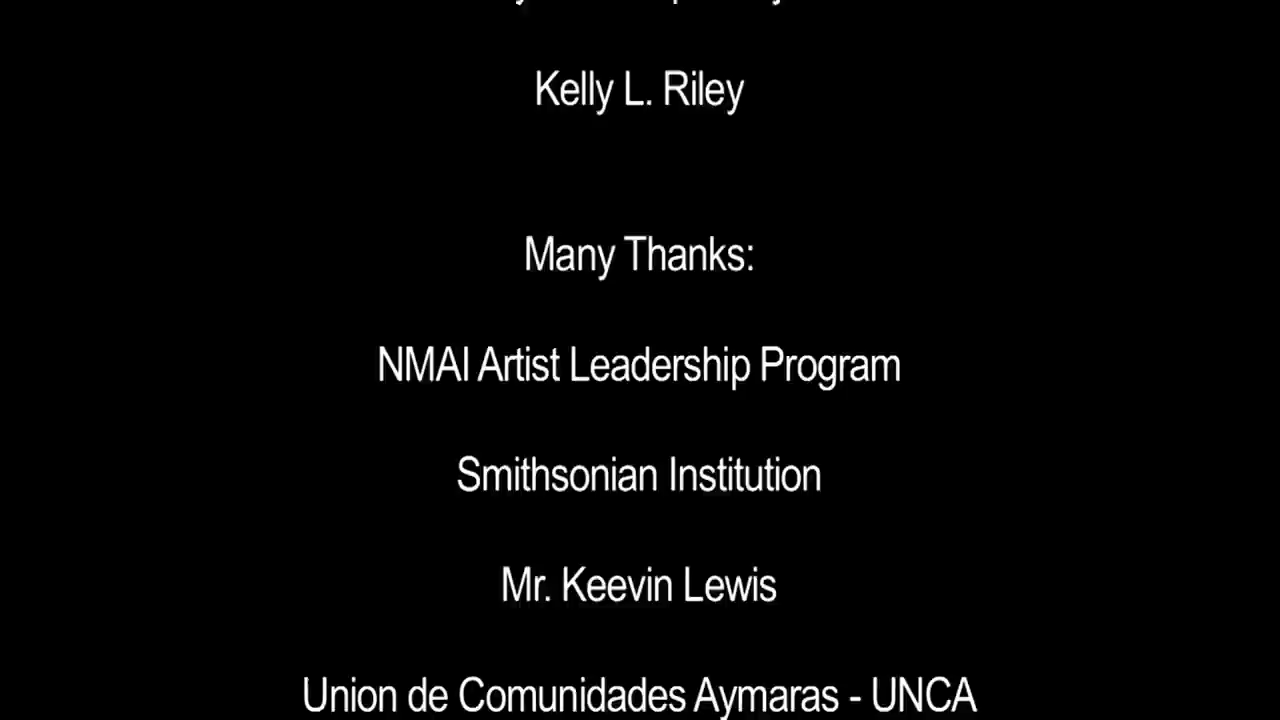 Kelly L. Riley
Many Thanks:
NMAI Artist Leadership Program
Smithsonian Institution
Mr. Keevin Lewis
Union de Comunidades Aymaras - UNCA